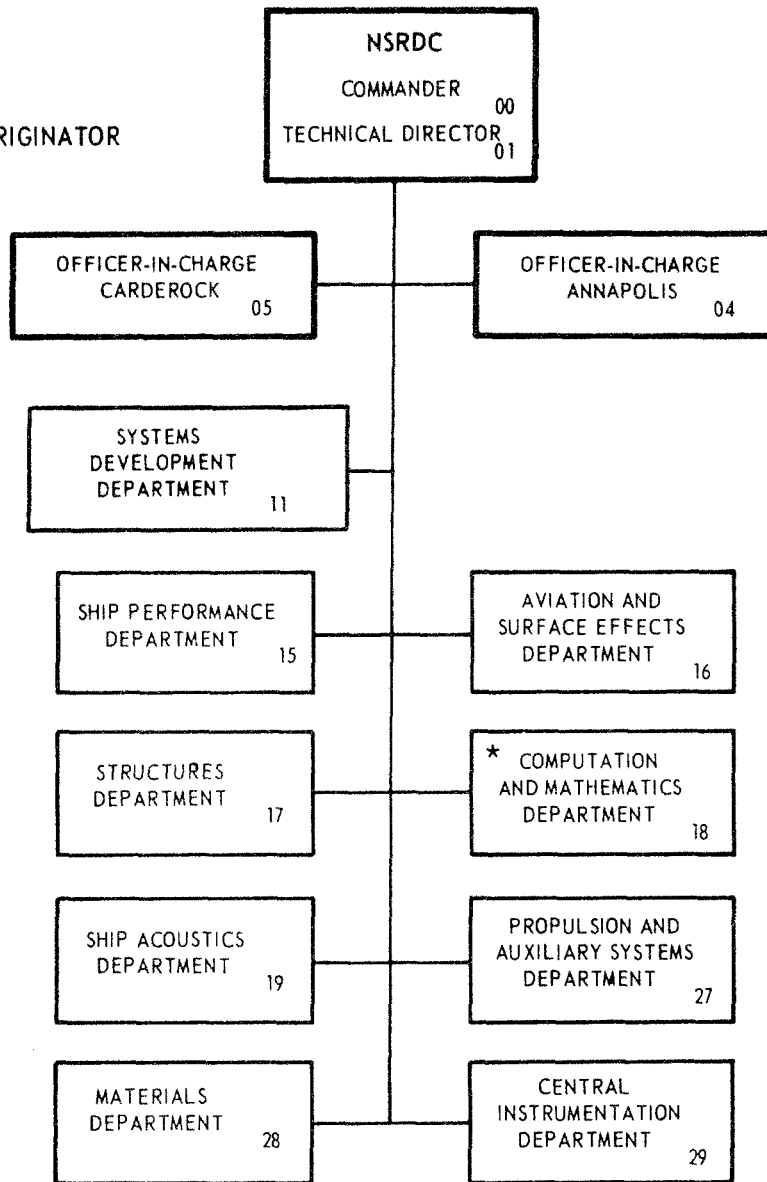 NSRDC
COMMANDER
00
TECHNICAL DIRECTOR
01
RIGINATOR
OFFICER-IN-CHARGE
CARDEROCK
05
OFFICER-IN-CHARGE
ANNAPOLIS
04
SYSTEMS
DEVELOPMENT
DEPARTMENT
11
SHIP PERFORMANCE
DEPARTMENT
15
AVIATION AND
SURFACE EFFECTS
DEPARTMENT
16
STRUCTURES
DEPARTMENT
17
* COMPUTATION
AND MATHEMATICS
DEPARTMENT
18
SHIP ACOUSTICS
DEPARTMENT
19
PROPULSION AND
AUXILIARY SYSTEMS
DEPARTMENT
27
MATERIALS
DEPARTMENT
28
CENTRAL
INSTRUMENTATION
DEPARTMENT
29